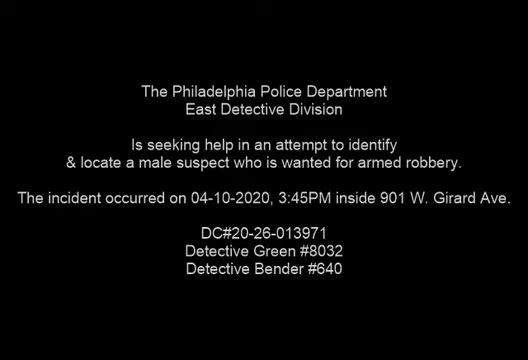 The Philadelphia Police Department
East Detective Division
Is seeking help in an attempt to identify
& locate a male suspect who is wanted for armed robbery.
The incident occurred on 04-10-2020, 3:45PM inside 901 W. Girard Ave.
DC#20-26-013971
Detective Green #8032
Detective Bender #640